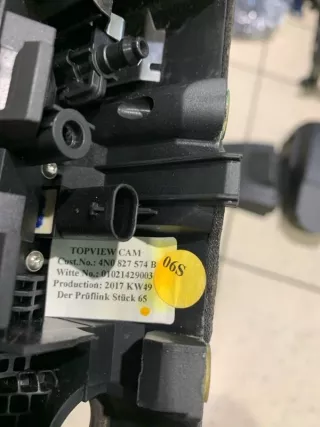 TOPVIEW CAM
Cust.No.: 4N0 827 574 B
Witte No.: 01021429003
Production: 2017 KW49
Der Prüflink Stück 65
06S